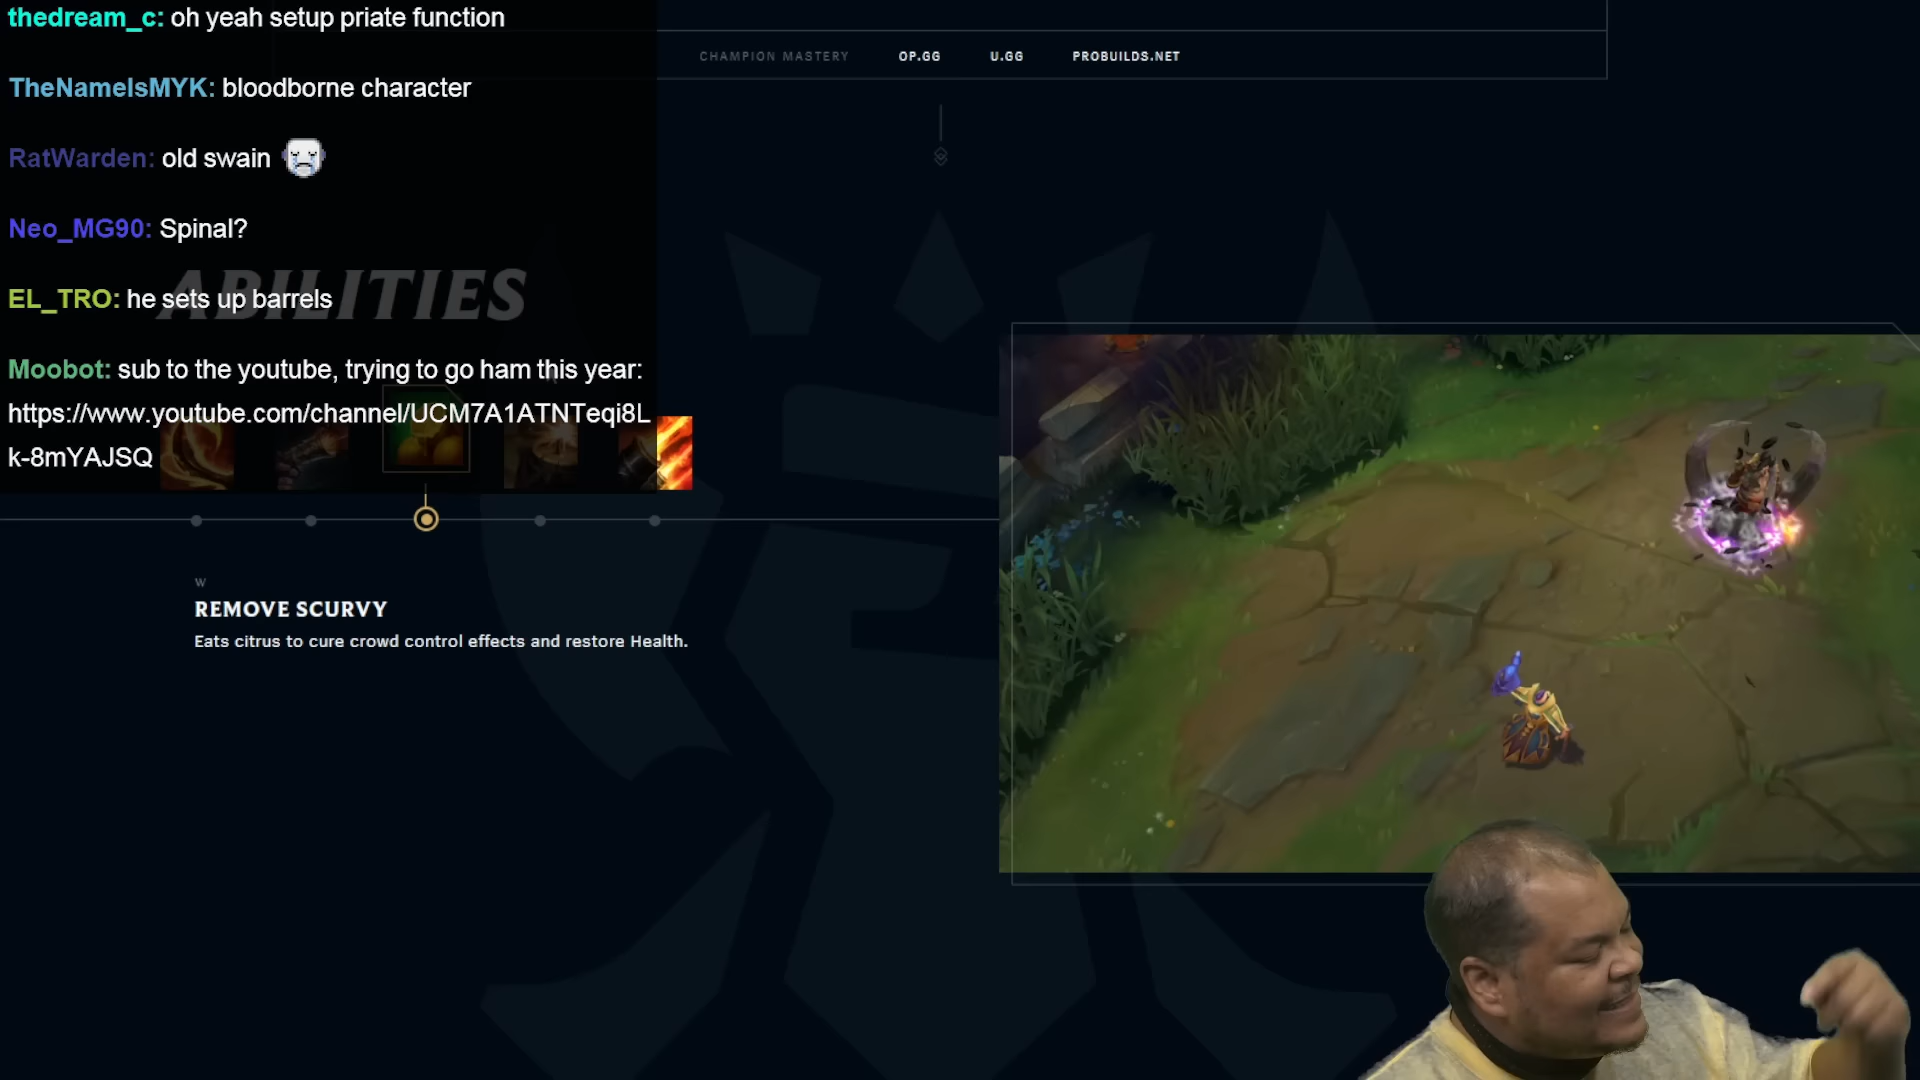 thedream_c: oh yeah setup priate function
CHAMPION MASTERY OP.GG U.GG PROBUILDS.NET
TheNameIsMYK: bloodborne character
RatWarden: old swain
Neo_MG90: Spinal?
ABILITIES
EL_TRO: he sets up barrels
Moobot: sub to the youtube, trying to go ham this year:
https://www.youtube.com/channel/UCM7A1ATNTeqi8L
k-8mYAJSQ
W
REMOVE SCURVY
Eats citrus to cure crowd control effects and restore Health.